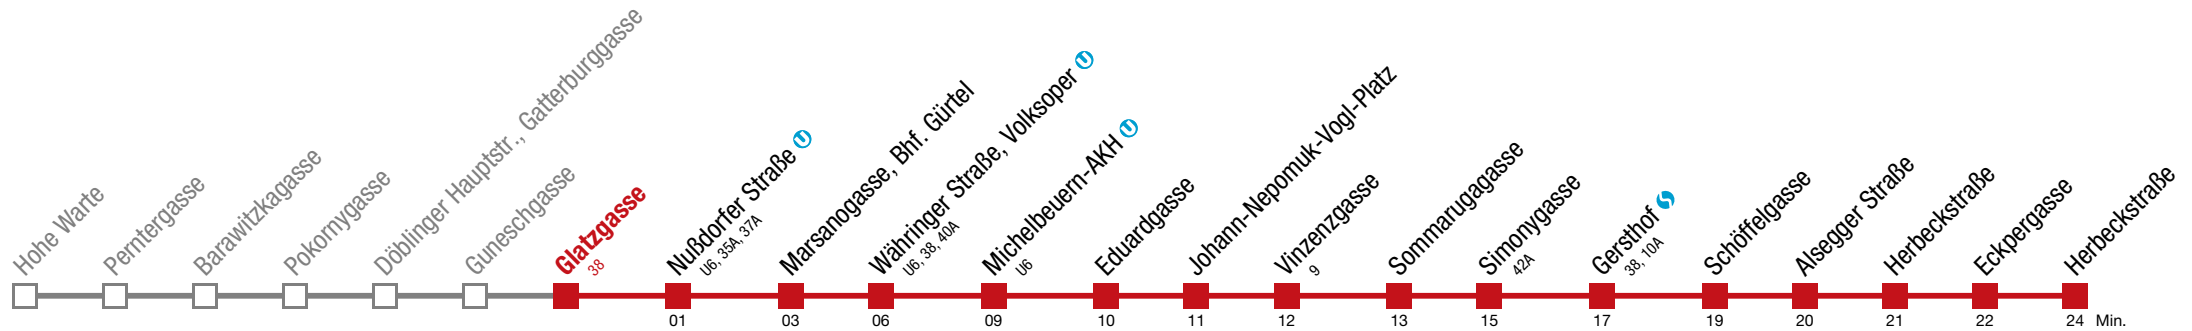 Hohe Warte
Perntergasse
Barawitzkagasse
Pokornygasse
Döblinger Hauptstr., Gatterburggasse
Guneschgasse
Glatzgasse
38
Nußdorfer Straße
U6, 35A, 37A
Marsanogasse, Bhf. Gürtel
Währinger Straße, Volksoper
U6, 38, 40A
Michelbeuern-AKH
U6
Eduardgasse
Johann-Nepomuk-Vogl-Platz
Vinzenzgasse
9
Sommarugagasse
Simonygasse
42A
Gersthof
38, 10A
Schöffelgasse
Alsegger Straße
Herbeckstraße
Eckpergasse
Herbeckstraße
01 03 06 09 10 11 12 13 15 17 19 20 21 22 24 Min.